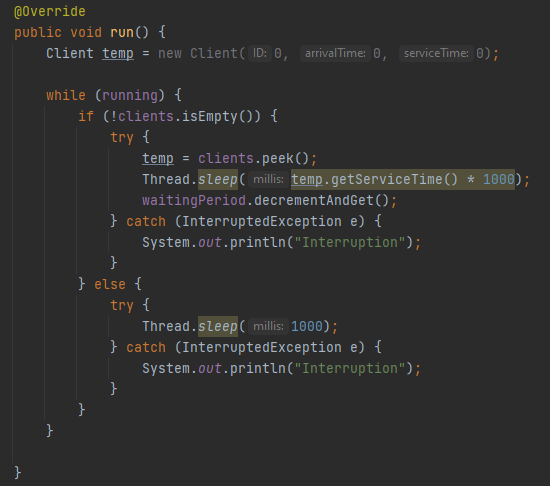 @Override
public void run() {
    Client temp = new Client( ID: 0, arrivalTime: 0, serviceTime: 0);

    while (running) {
        if (!clients.isEmpty()) {
            try {
                temp = clients.peek();
                Thread.sleep( millis: temp.getServiceTime() * 1000);
                waitingPeriod.decrementAndGet();
            } catch (InterruptedException e) {
                System.out.println("Interruption");
            }
        } else {
            try {
                Thread.sleep( millis: 1000);
            } catch (InterruptedException e) {
                System.out.println("Interruption");
            }
        }
    }

}